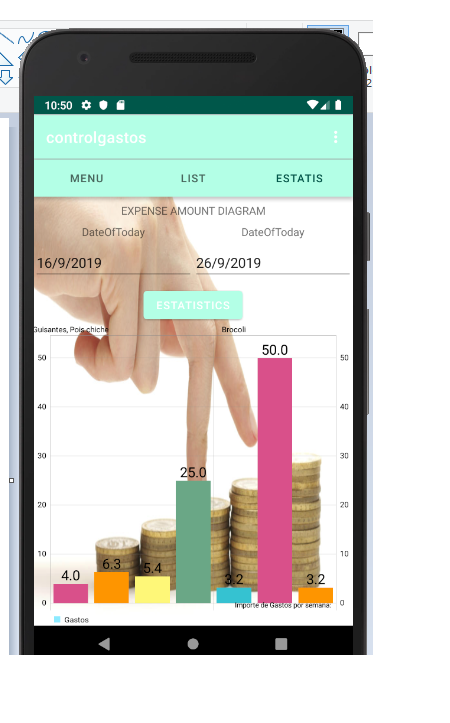 10:50
controlgastos
MENU LIST ESTATIS
EXPENSE AMOUNT DIAGRAM
DateOfToday DateOfToday
16/9/2019 26/9/2019
ESTATISTICS
Guisantes, Pois chiche Brocoli
50.0
50 50
40 40
30 30
25.0
20 20
10 10
4.0 6.3 5.4 3.2 3.2
0 0
Importe de Gastos por semana:
Gastos